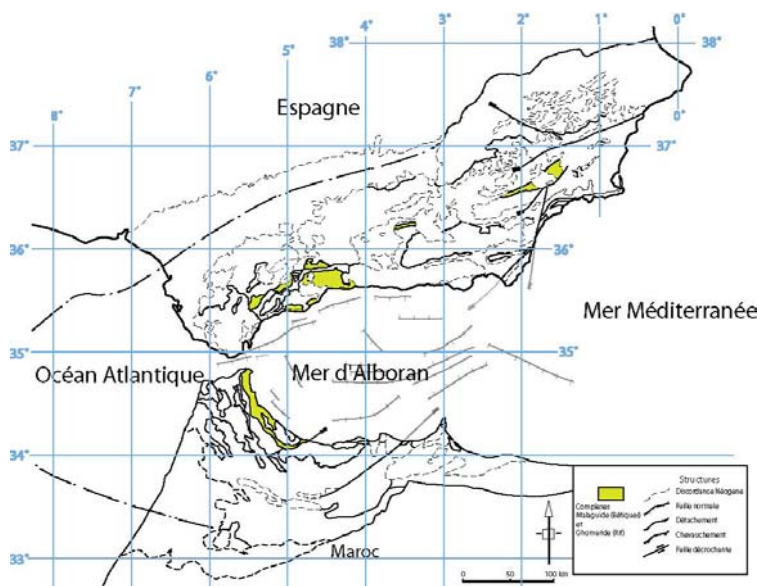 38° 4° 3° 2° 1° 38°
5°
6°
7°
8°
Espagne
0°
37° 37°
36° 36°
Mer Méditerranée
35° 35°
Océan Atlantique Mer d'Alboran
34°
33°
Maroc
Structures
Discordance Néogène
Faille normale
Détachement
Chevauchement
Faille décrochante
Complexes
Malaguide (Bétiques)
et
Ghomaride (Rif)
0 50 100 km